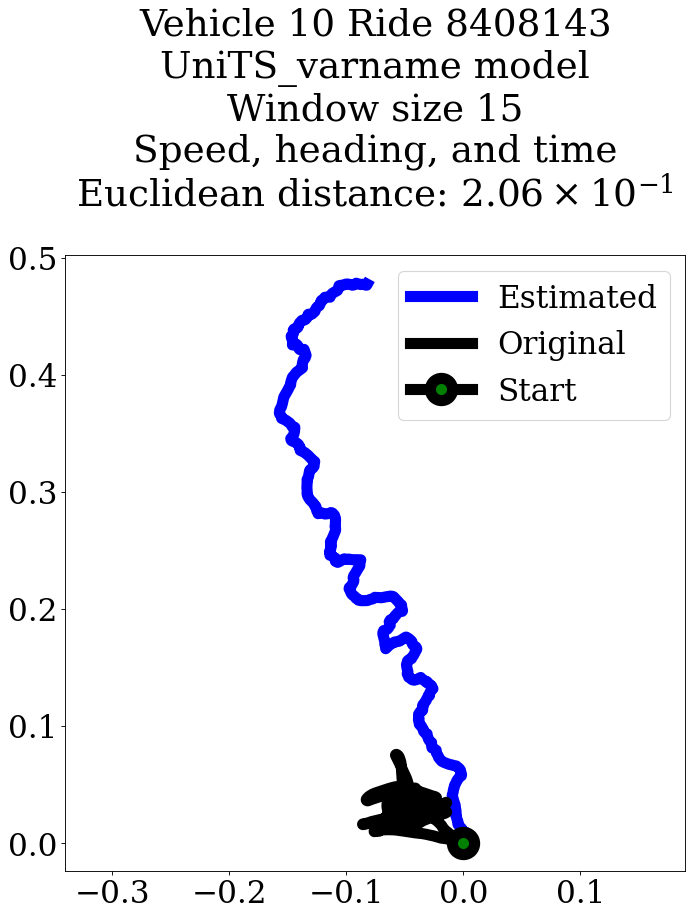 Vehicle 10 Ride 8408143
UniTS_varname model
Window size 15
Speed, heading, and time
Euclidean distance: 2.06 × 10⁻¹
Estimated
Original
Start
0.5
0.4
0.3
0.2
0.1
0.0
−0.3 −0.2 −0.1 0.0 0.1